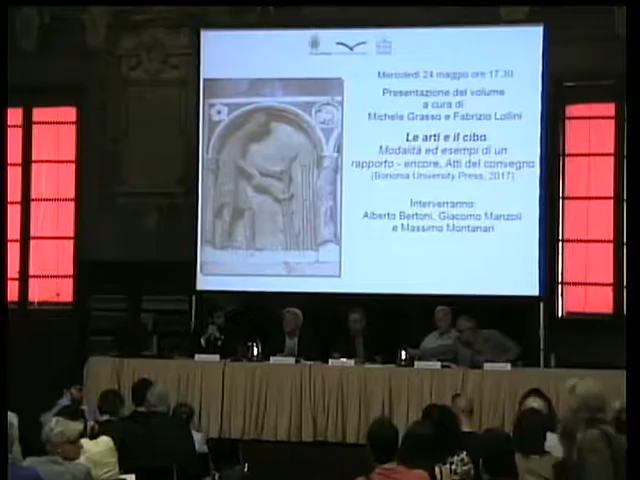 Mercoledì 24 maggio ore 17.30
Presentazione del volume
a cura di
Michele Grasso e Fabrizio Lollini
Le arti e il cibo.
Modalità ed esempi di un
rapporto - encore, Atti del convegno
(Bononia University Press, 2017)
Interverranno:
Alberto Bertoni, Giacomo Manzoli
e Massimo Montanari